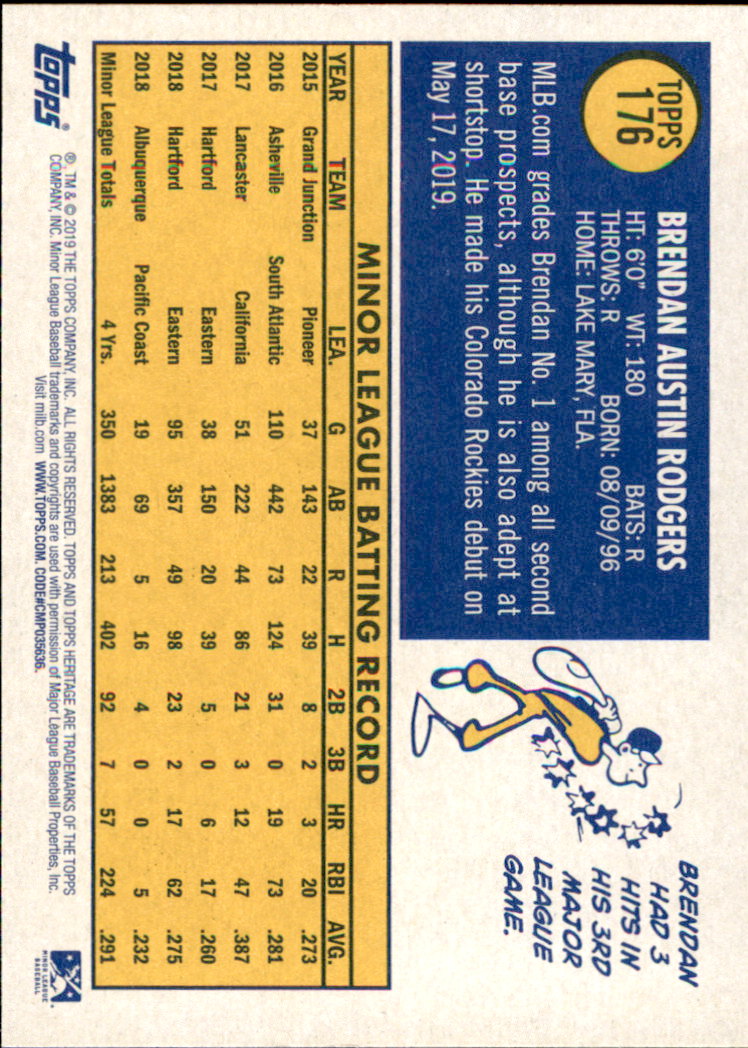 TOPPS
176
BRENDAN AUSTIN RODGERS
HT: 6'0" WT: 180 BATS: R
THROWS: R BORN: 08/09/96
HOME: LAKE MARY, FLA.
MLB.com grades Brendan No. 1 among all second
base prospects, although he is also adept at
shortstop. He made his Colorado Rockies debut on
May 17, 2019.
BRENDAN
HAD 3
HITS IN
HIS 3RD
MAJOR
LEAGUE
GAME.
MINOR LEAGUE BATTING RECORD
YEAR TEAM LEA. G AB R H 2B 3B HR RBI AVG.
2015 Grand Junction Pioneer 37 143 22 39 8 2 3 20 .273
2016 Asheville South Atlantic 110 442 73 124 31 0 19 73 .281
2017 Lancaster California 51 222 44 86 21 3 12 47 .387
2017 Hartford Eastern 38 150 20 39 5 0 6 17 .260
2018 Hartford Eastern 95 357 49 98 23 2 17 62 .275
2018 Albuquerque Pacific Coast 19 69 5 16 4 0 0 5 .232
Minor League Totals 4 Yrs. 350 1383 213 402 92 7 57 224 .291
topps®
®, TM & © 2019 THE TOPPS COMPANY, INC. ALL RIGHTS RESERVED. TOPPS AND TOPPS HERITAGE ARE TRADEMARKS OF THE TOPPS
COMPANY, INC. Minor League Baseball trademarks and copyrights are used with permission of Major League Baseball Properties, Inc.
Visit milb.com WWW.TOPPS.COM. CODE#CMP035636.
MINOR LEAGUE
BASEBALL